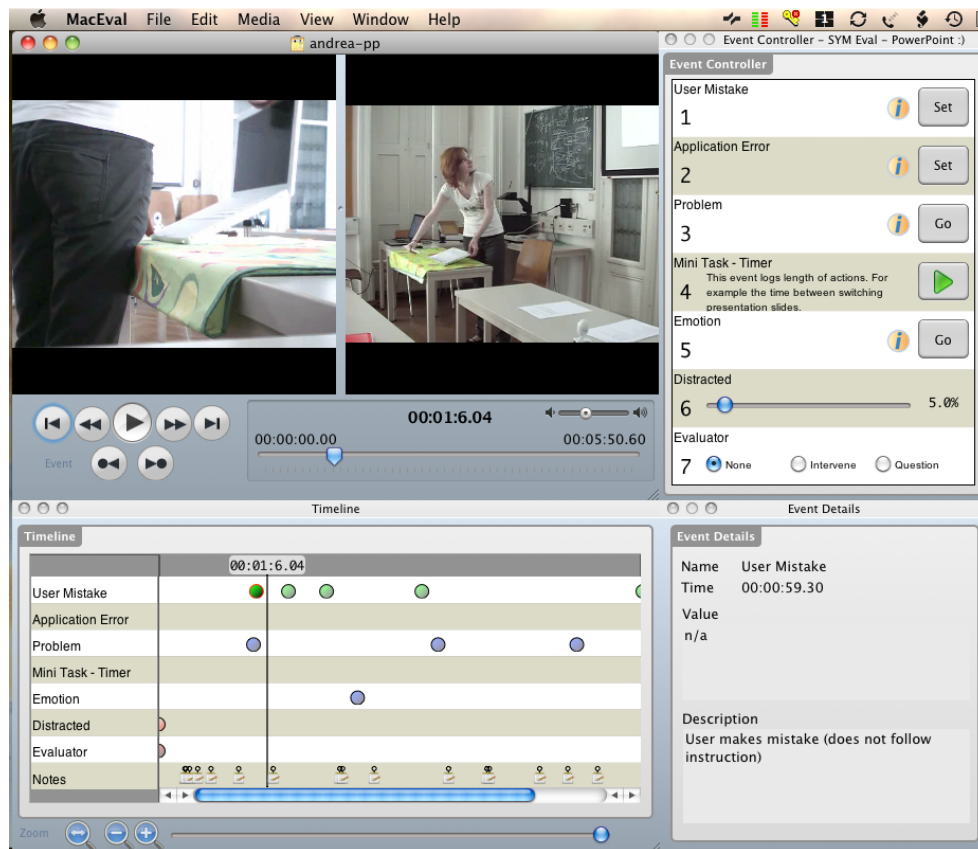 MacEval File Edit Media View Window Help
1
andrea-pp
Event Controller – SYM Eval – PowerPoint :)
Event Controller
User Mistake
1
Set
Application Error
2
Set
Problem
3
Go
Mini Task - Timer
This event logs length of actions. For
4 example the time between switching
presentation slides.
Emotion
5
Go
Distracted
6
5.0%
Evaluator
7 None Intervene Question
00:01:6.04
00:00:00.00 00:05:50.60
Event
Timeline
Timeline
00:01:6.04
User Mistake
Application Error
Problem
Mini Task - Timer
Emotion
Distracted
Evaluator
Notes
Zoom
Event Details
Event Details
Name User Mistake
Time 00:00:59.30
Value
n/a
Description
User makes mistake (does not follow
instruction)